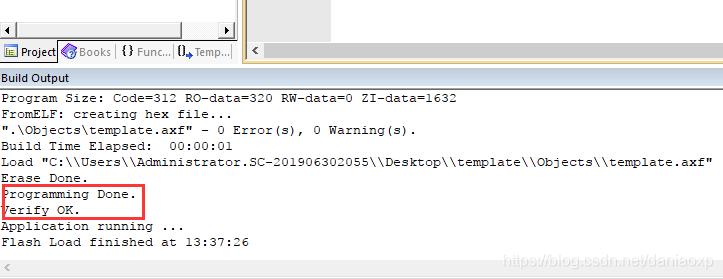 Project Books {} Func... 0→ Temp...
Build Output
Program Size: Code=312 RO-data=320 RW-data=0 ZI-data=1632
FromELF: creating hex file...
".\Objects\template.axf" - 0 Error(s), 0 Warning(s).
Build Time Elapsed:  00:00:01
Load "C:\\Users\\Administrator.SC-201906302055\\Desktop\\template\\Objects\\template.axf"
Erase Done.
Programming Done.
Verify OK.
Application running ...
Flash Load finished at 13:37:26
https://blog.csdn.net/daniaoxp